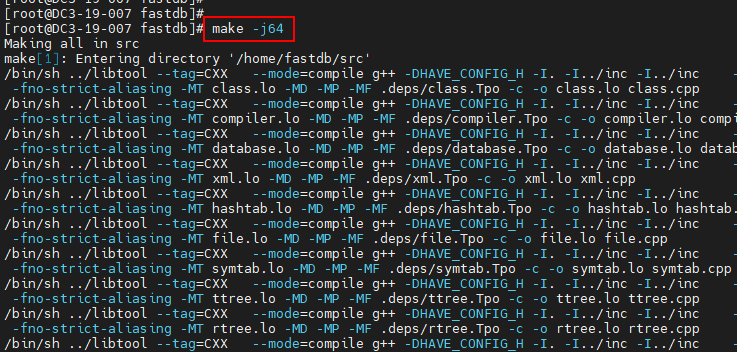 [root@DC3-19-007 fastdb]#
[root@DC3-19-007 fastdb]#
[root@DC3-19-007 fastdb]# make -j64
Making all in src
make[1]: Entering directory '/home/fastdb/src'
/bin/sh ../libtool --tag=CXX --mode=compile g++ -DHAVE_CONFIG_H -I. -I../inc -I../inc
-fno-strict-aliasing -MT class.lo -MD -MP -MF .deps/class.Tpo -c -o class.lo class.cpp
/bin/sh ../libtool --tag=CXX --mode=compile g++ -DHAVE_CONFIG_H -I. -I../inc -I../inc
-fno-strict-aliasing -MT compiler.lo -MD -MP -MF .deps/compiler.Tpo -c -o compiler.lo compi
/bin/sh ../libtool --tag=CXX --mode=compile g++ -DHAVE_CONFIG_H -I. -I../inc -I../inc
-fno-strict-aliasing -MT database.lo -MD -MP -MF .deps/database.Tpo -c -o database.lo datab
/bin/sh ../libtool --tag=CXX --mode=compile g++ -DHAVE_CONFIG_H -I. -I../inc -I../inc
-fno-strict-aliasing -MT xml.lo -MD -MP -MF .deps/xml.Tpo -c -o xml.lo xml.cpp
/bin/sh ../libtool --tag=CXX --mode=compile g++ -DHAVE_CONFIG_H -I. -I../inc -I../inc
-fno-strict-aliasing -MT hashtab.lo -MD -MP -MF .deps/hashtab.Tpo -c -o hashtab.lo hashtab.
/bin/sh ../libtool --tag=CXX --mode=compile g++ -DHAVE_CONFIG_H -I. -I../inc -I../inc
-fno-strict-aliasing -MT file.lo -MD -MP -MF .deps/file.Tpo -c -o file.lo file.cpp
/bin/sh ../libtool --tag=CXX --mode=compile g++ -DHAVE_CONFIG_H -I. -I../inc -I../inc
-fno-strict-aliasing -MT symtab.lo -MD -MP -MF .deps/symtab.Tpo -c -o symtab.lo symtab.cpp
/bin/sh ../libtool --tag=CXX --mode=compile g++ -DHAVE_CONFIG_H -I. -I../inc -I../inc
-fno-strict-aliasing -MT ttree.lo -MD -MP -MF .deps/ttree.Tpo -c -o ttree.lo ttree.cpp
/bin/sh ../libtool --tag=CXX --mode=compile g++ -DHAVE_CONFIG_H -I. -I../inc -I../inc
-fno-strict-aliasing -MT rtree.lo -MD -MP -MF .deps/rtree.Tpo -c -o rtree.lo rtree.cpp
/bin/sh ../libtool --tag=CXX --mode=compile g++ -DHAVE_CONFIG_H -I. -I../inc -I../inc